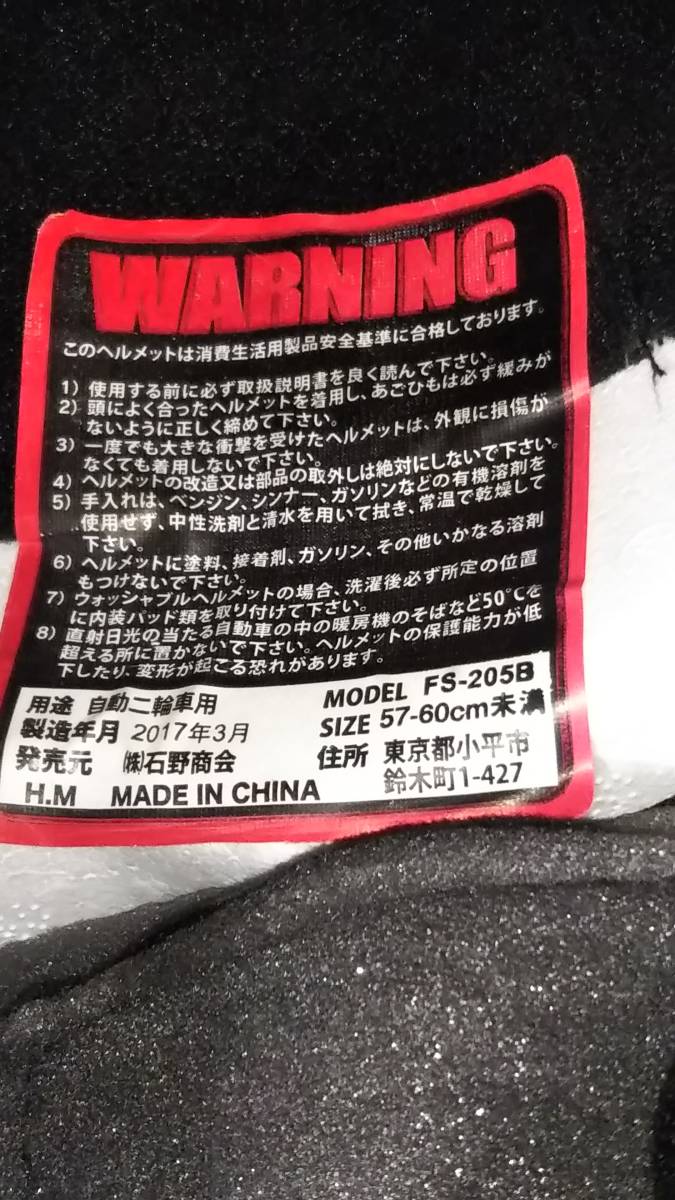 WARNING
このヘルメットは消費生活用製品安全基準に合格しております。
1）使用する前に必ず取扱説明書を良く読んで下さい。
2）頭によく合ったヘルメットを着用し、あごひもは必ず緩みが
ないように正しく締めて下さい。
3）一度でも大きな衝撃を受けたヘルメットは、外観に損傷が
なくても着用しないで下さい。
4）ヘルメットの改造又は部品の取外しは絶対にしないで下さい。
5）手入れは、ベンジン、シンナー、ガソリンなどの有機溶剤を
使用せず、中性洗剤と清水を用いて拭き、常温で乾燥して
下さい。
6）ヘルメットに塗料、接着剤、ガソリン、その他いかなる溶剤
もつけないで下さい。
7）ウォッシャブルヘルメットの場合、洗濯後必ず所定の位置
に内装パッド類を取り付けて下さい。
8）直射日光の当たる自動車の中の暖房機のそばなど50℃を
超える所に置かないで下さい。ヘルメットの保護能力が低
下したり、変形が起こる恐れがあります。
用途 自動二輪車用 MODEL FS-205B
製造年月 2017年3月 SIZE 57-60cm未満
発売元 ㈱石野商会 住所 東京都小平市
鈴木町1-427
H.M MADE IN CHINA